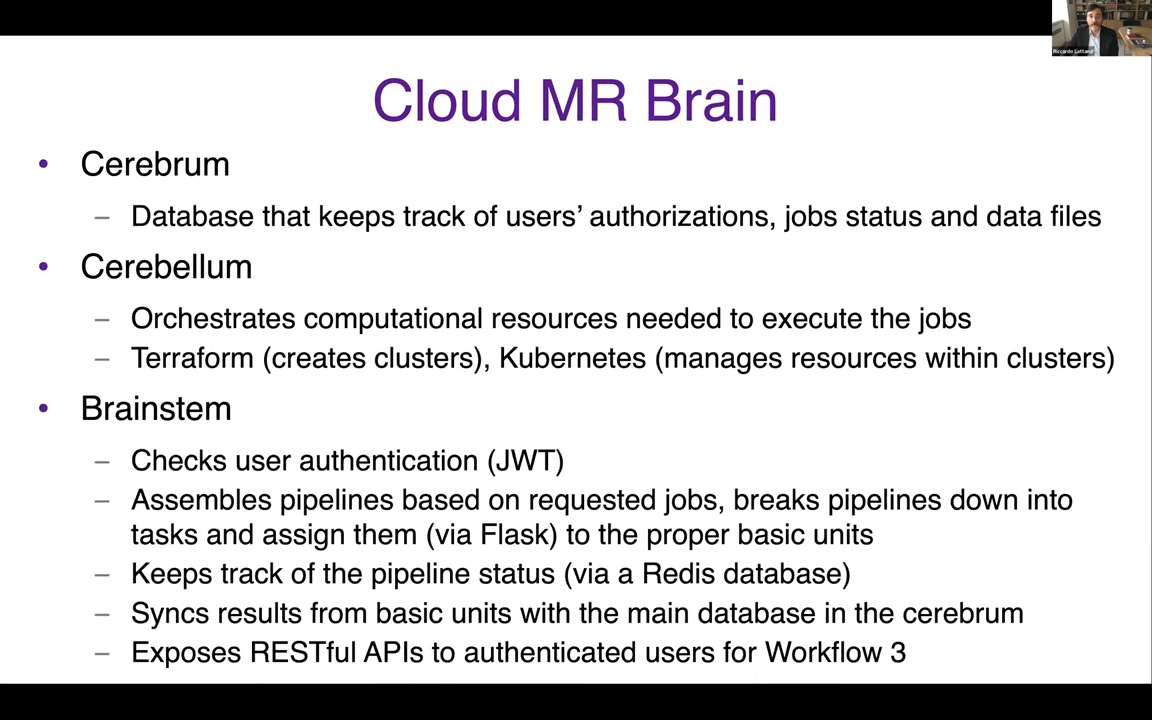 Riccardo Lattanzi
Cloud MR Brain
• Cerebrum
– Database that keeps track of users’ authorizations, jobs status and data files
• Cerebellum
– Orchestrates computational resources needed to execute the jobs
– Terraform (creates clusters), Kubernetes (manages resources within clusters)
• Brainstem
– Checks user authentication (JWT)
– Assembles pipelines based on requested jobs, breaks pipelines down into
tasks and assign them (via Flask) to the proper basic units
– Keeps track of the pipeline status (via a Redis database)
– Syncs results from basic units with the main database in the cerebrum
– Exposes RESTful APIs to authenticated users for Workflow 3